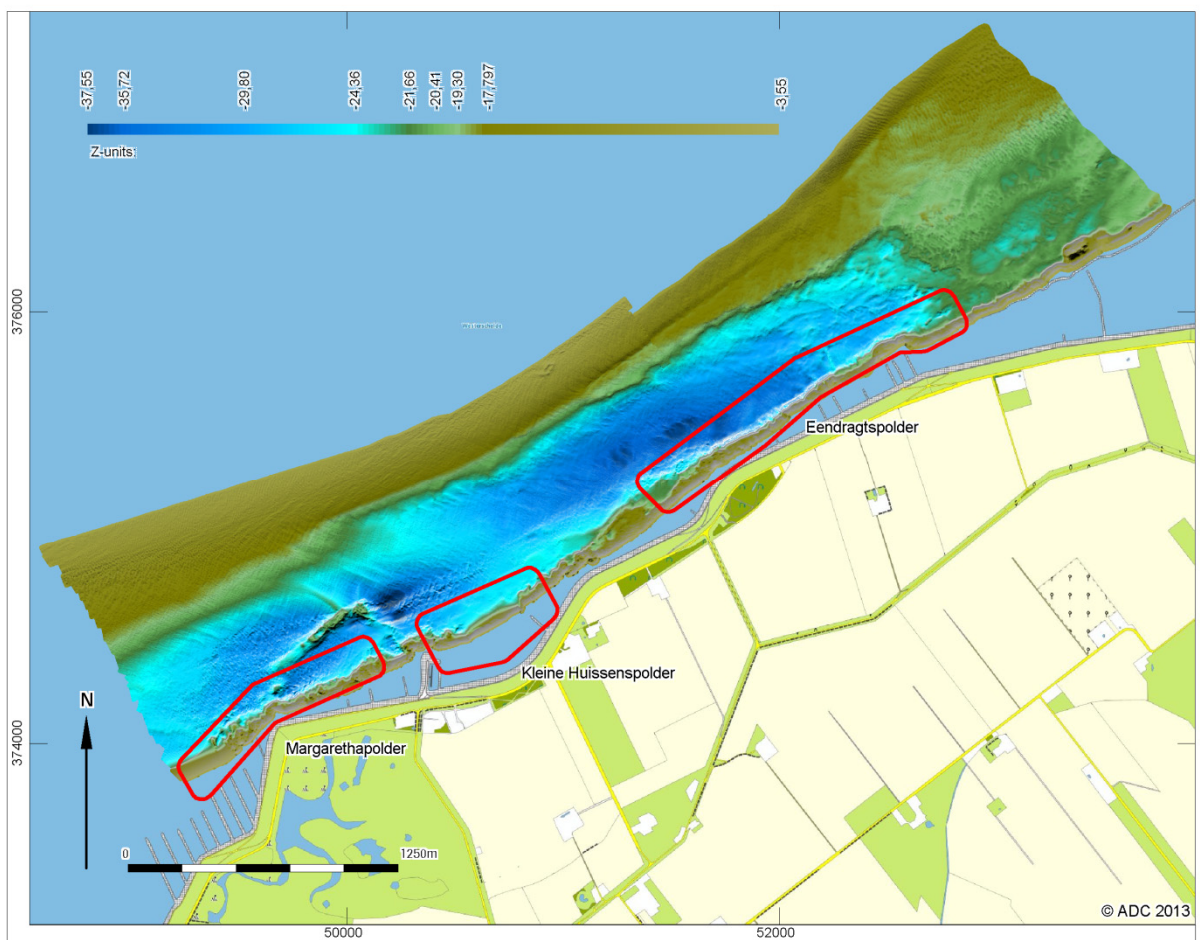 -37,55
-35,72
-29,80
-24,36
-21,66
-20,41
-19,30
-17,797
-3,55
Z-units:
376000
Westerschelde
Eendragtspolder
Kleine Huissenspolder
N
374000
Margarethapolder
0
1250m
© ADC 2013
50000
52000